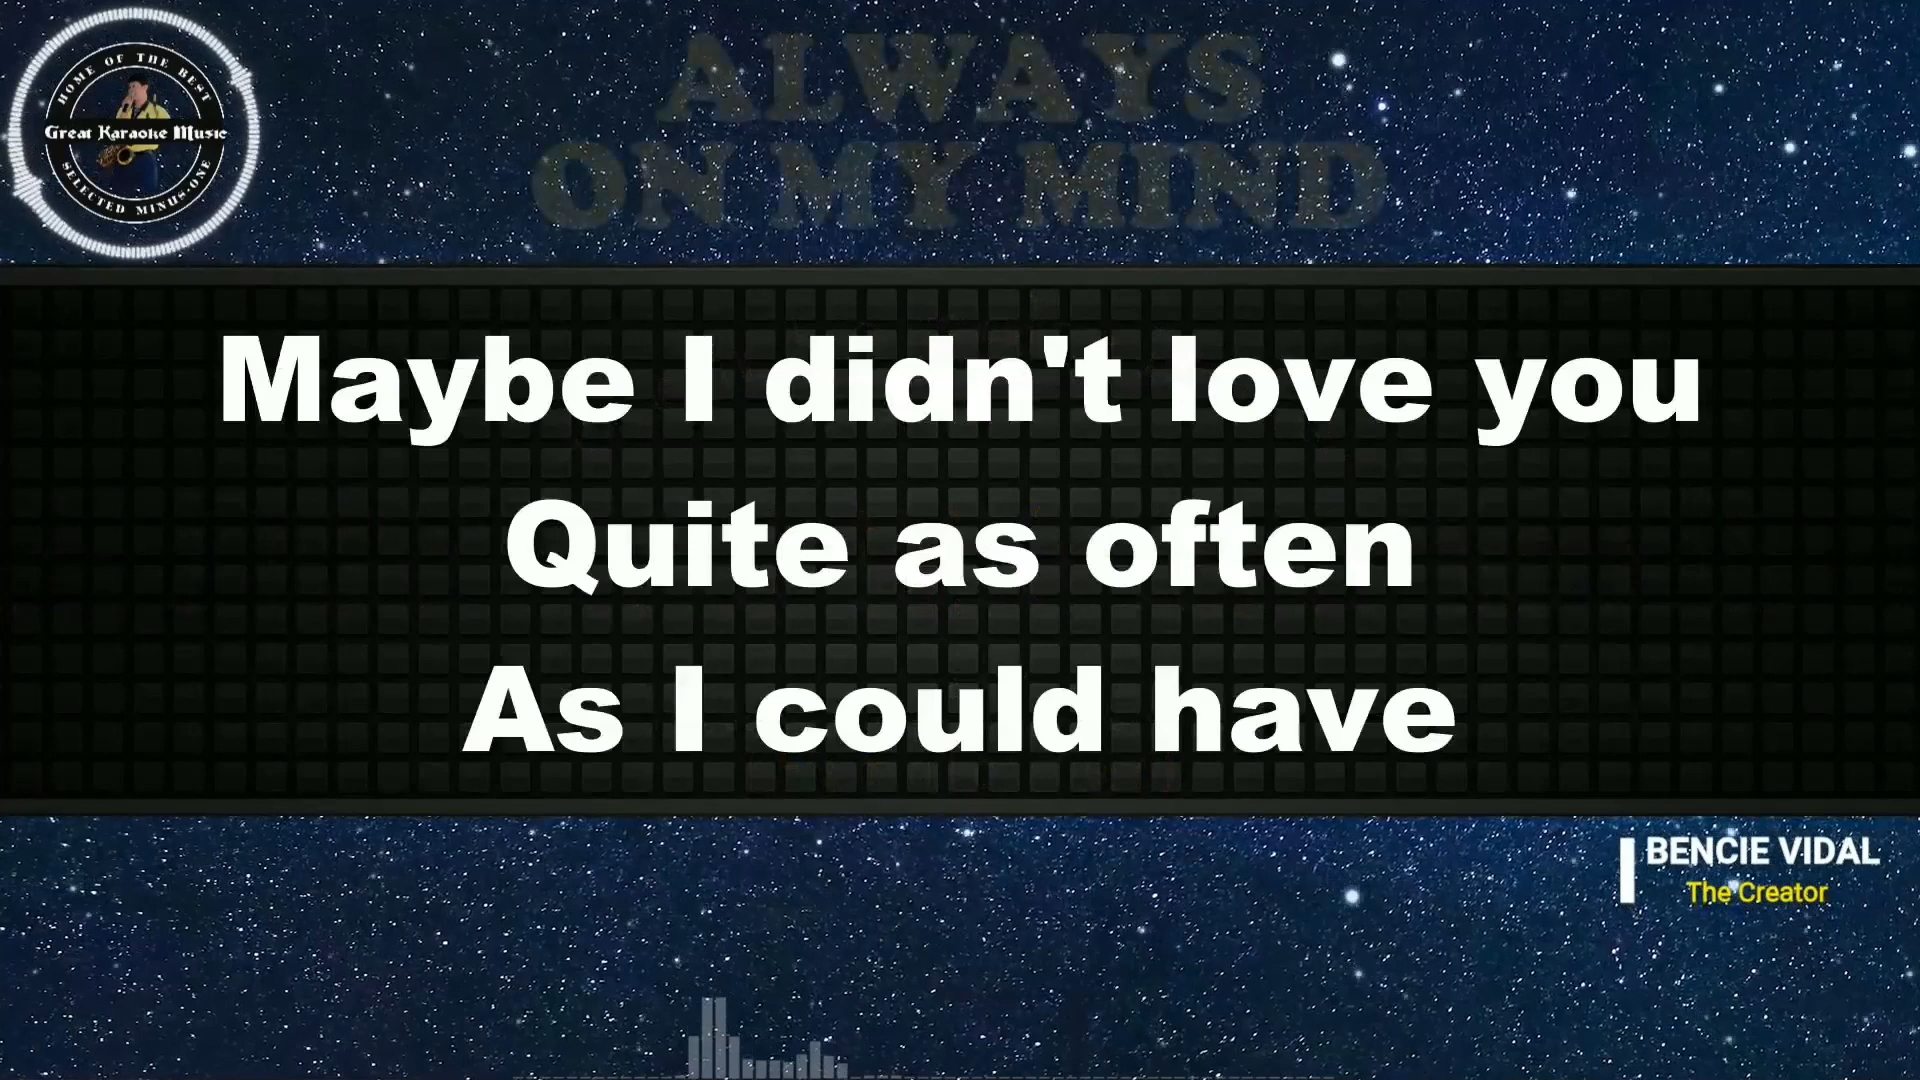 HOME OF THE BEST
Great Karaoke Music
SELECTED MINUS-ONE
ALWAYS
ON MY MIND
Maybe I didn't love you
Quite as often
As I could have
BENCIE VIDAL
The Creator